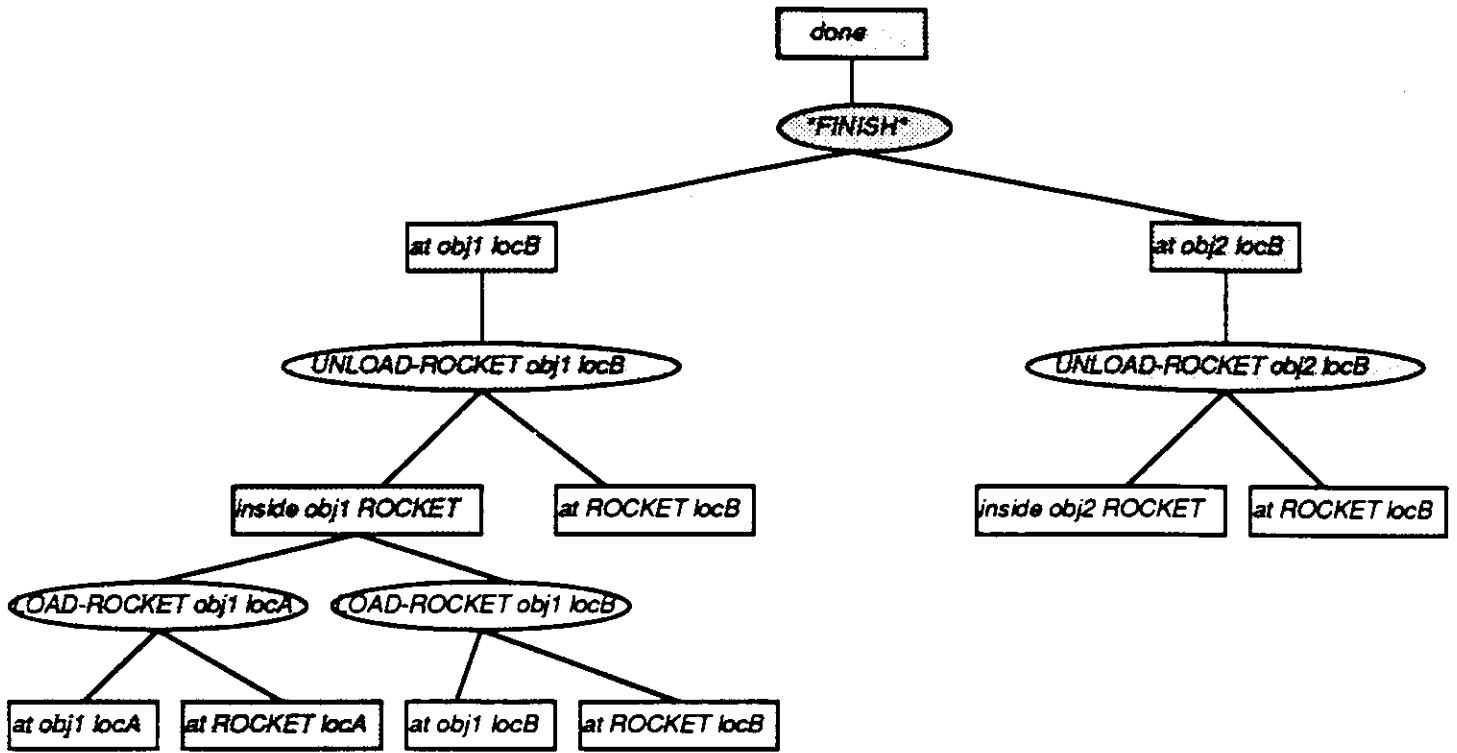 done
*FINISH*
at obj1 locB
at obj2 locB
UNLOAD-ROCKET obj1 locB
UNLOAD-ROCKET obj2 locB
inside obj1 ROCKET
at ROCKET locB
inside obj2 ROCKET
at ROCKET locB
LOAD-ROCKET obj1 locA
LOAD-ROCKET obj1 locB
at obj1 locA
at ROCKET locA
at obj1 locB
at ROCKET locB